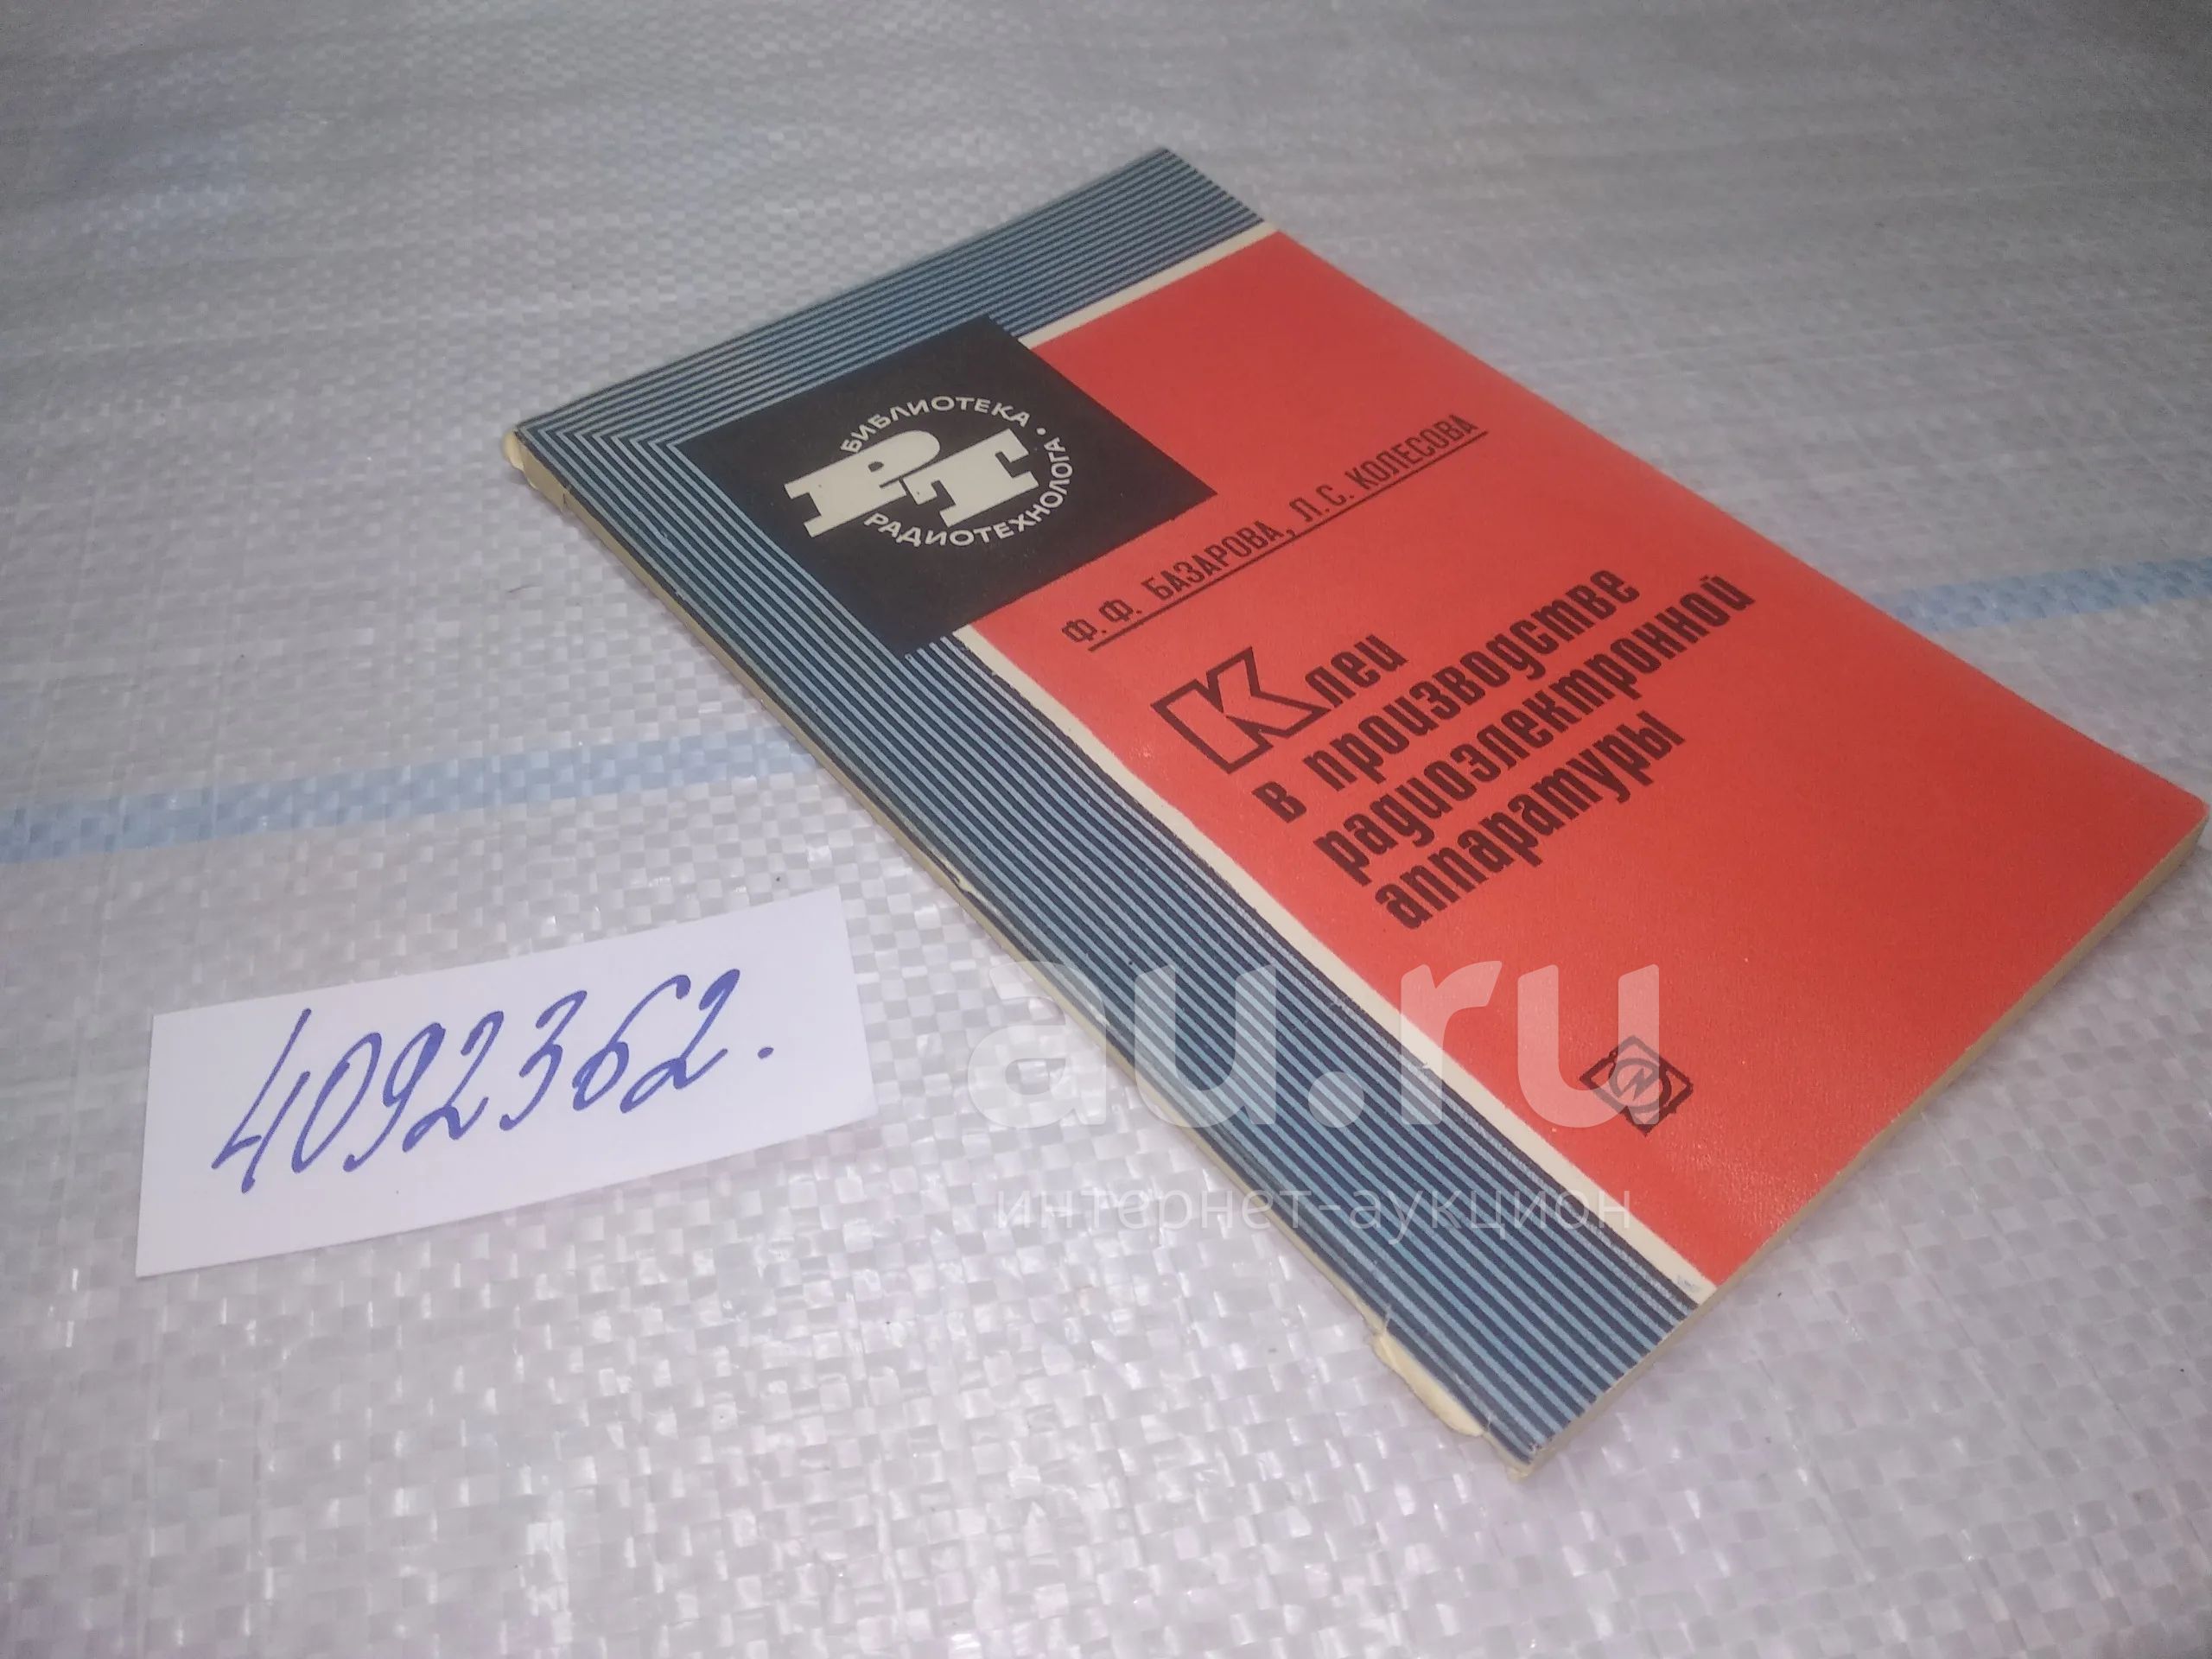 БИБЛИОТЕКА
РТ
РАДИОТЕХНОЛОГА •
Ф.Ф. БАЗАРОВА, Л.С. КОЛЕСОВА
Клеи
в производстве
радиоэлектронной
аппаратуры
4092362.
au.ru
интернет-аукцион